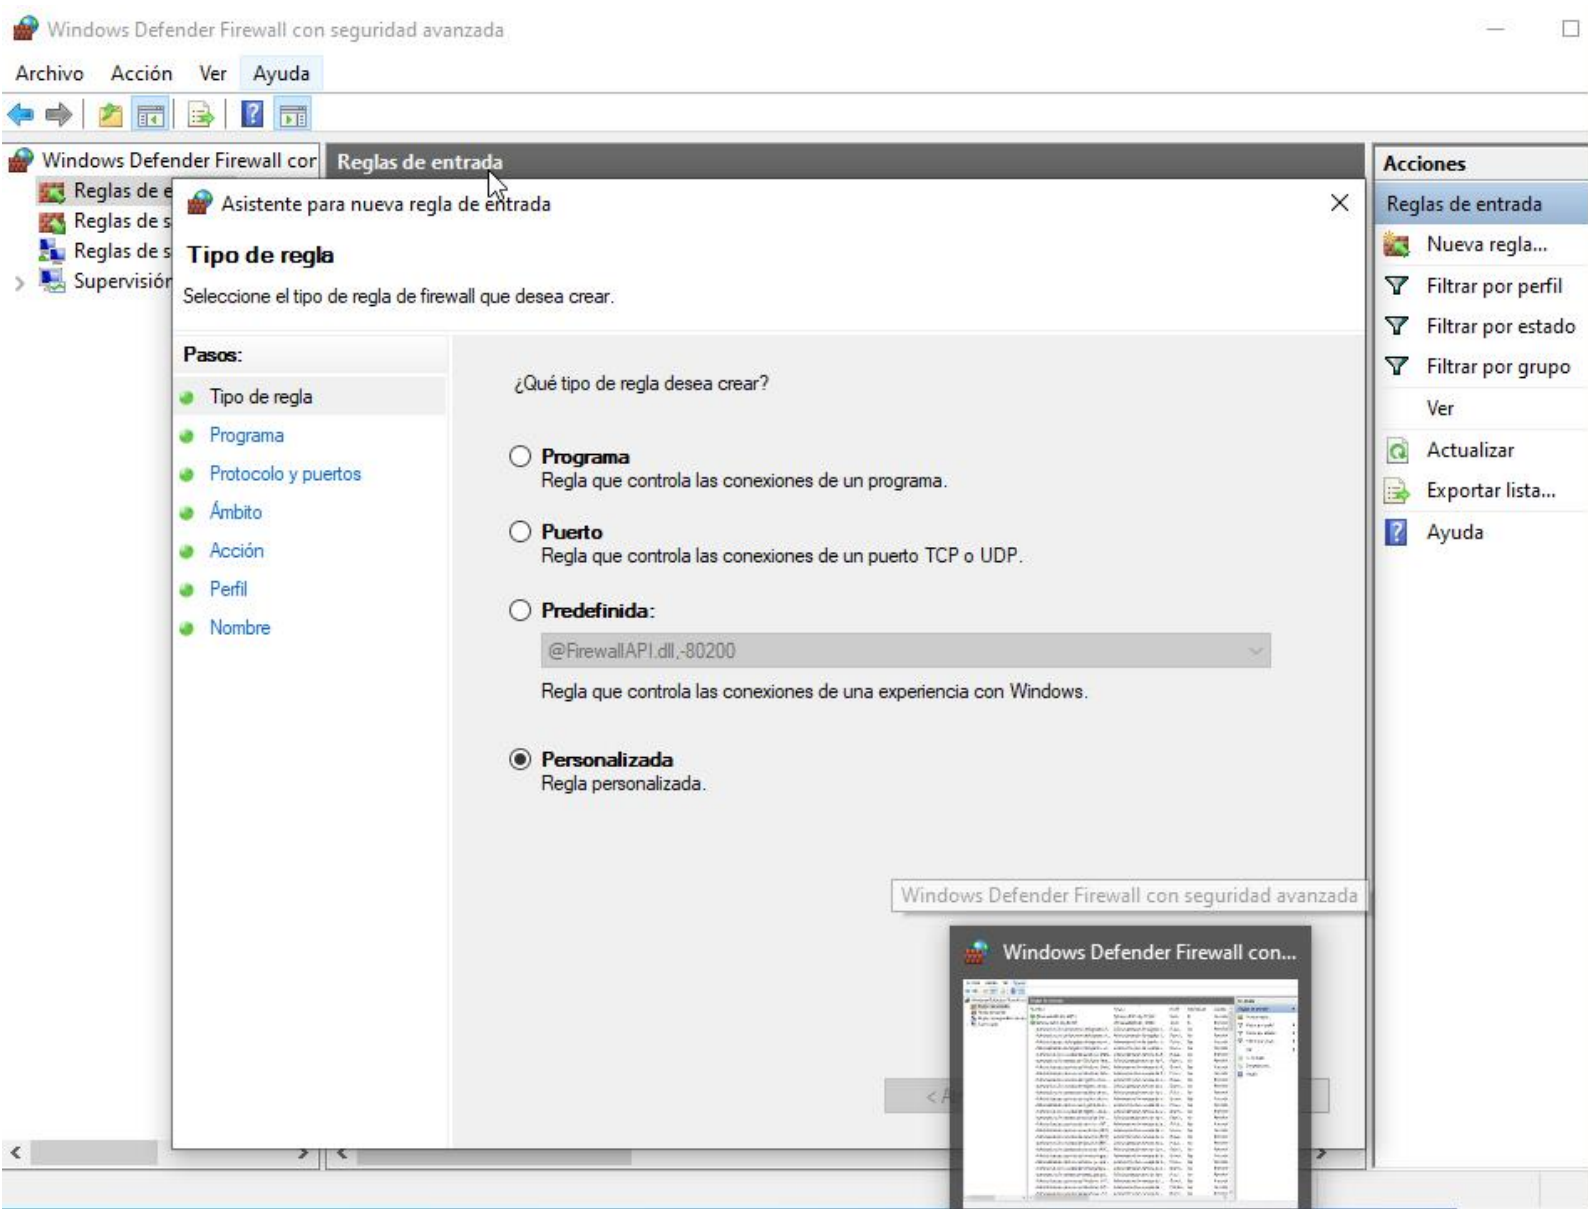 Windows Defender Firewall con seguridad avanzada
Archivo Acción Ver Ayuda
Windows Defender Firewall con
Reglas de e
Reglas de s
Reglas de s
Supervisión
Reglas de entrada
Asistente para nueva regla de entrada
Tipo de regla
Seleccione el tipo de regla de firewall que desea crear.
Pasos:
Tipo de regla
Programa
Protocolo y puertos
Ámbito
Acción
Perfil
Nombre
¿Qué tipo de regla desea crear?
Programa
Regla que controla las conexiones de un programa.
Puerto
Regla que controla las conexiones de un puerto TCP o UDP.
Predefinida:
@FirewallAPI.dll,-80200
Regla que controla las conexiones de una experiencia con Windows.
Personalizada
Regla personalizada.
Windows Defender Firewall con seguridad avanzada
Windows Defender Firewall con...
< A
Acciones
Reglas de entrada
Nueva regla...
Filtrar por perfil
Filtrar por estado
Filtrar por grupo
Ver
Actualizar
Exportar lista...
Ayuda